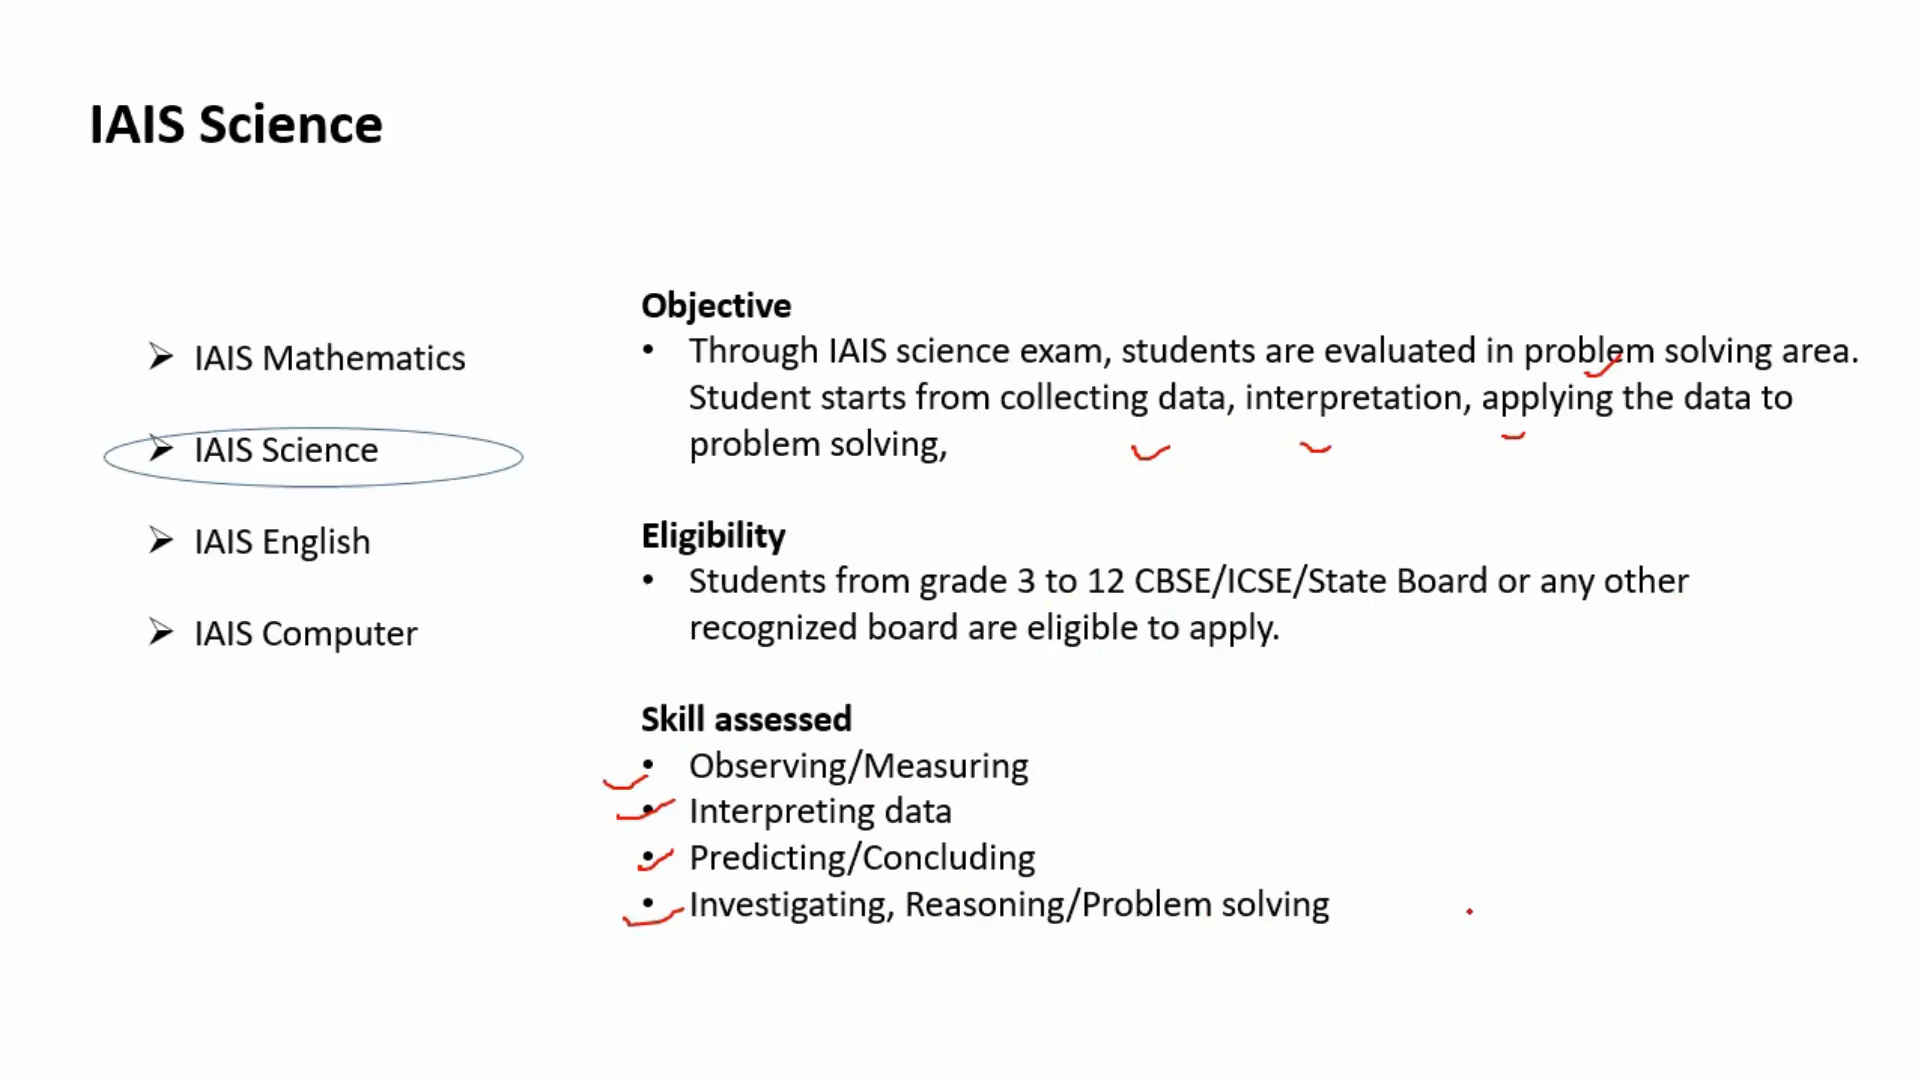 IAIS Science
IAIS Mathematics
IAIS Science
IAIS English
IAIS Computer
Objective
• Through IAIS science exam, students are evaluated in problem solving area.
Student starts from collecting data, interpretation, applying the data to
problem solving,
Eligibility
• Students from grade 3 to 12 CBSE/ICSE/State Board or any other
recognized board are eligible to apply.
Skill assessed
• Observing/Measuring
• Interpreting data
• Predicting/Concluding
• Investigating, Reasoning/Problem solving